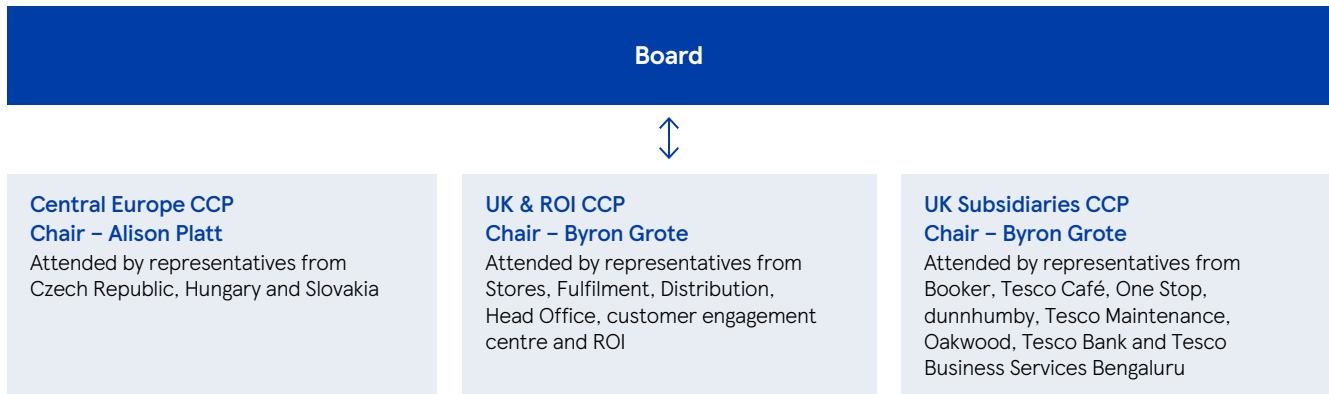 Board
Central Europe CCP
Chair – Alison Platt
Attended by representatives from
Czech Republic, Hungary and Slovakia
UK & ROI CCP
Chair – Byron Grote
Attended by representatives from
Stores, Fulfilment, Distribution,
Head Office, customer engagement
centre and ROI
UK Subsidiaries CCP
Chair – Byron Grote
Attended by representatives from
Booker, Tesco Café, One Stop,
dunnhumby, Tesco Maintenance,
Oakwood, Tesco Bank and Tesco
Business Services Bengaluru